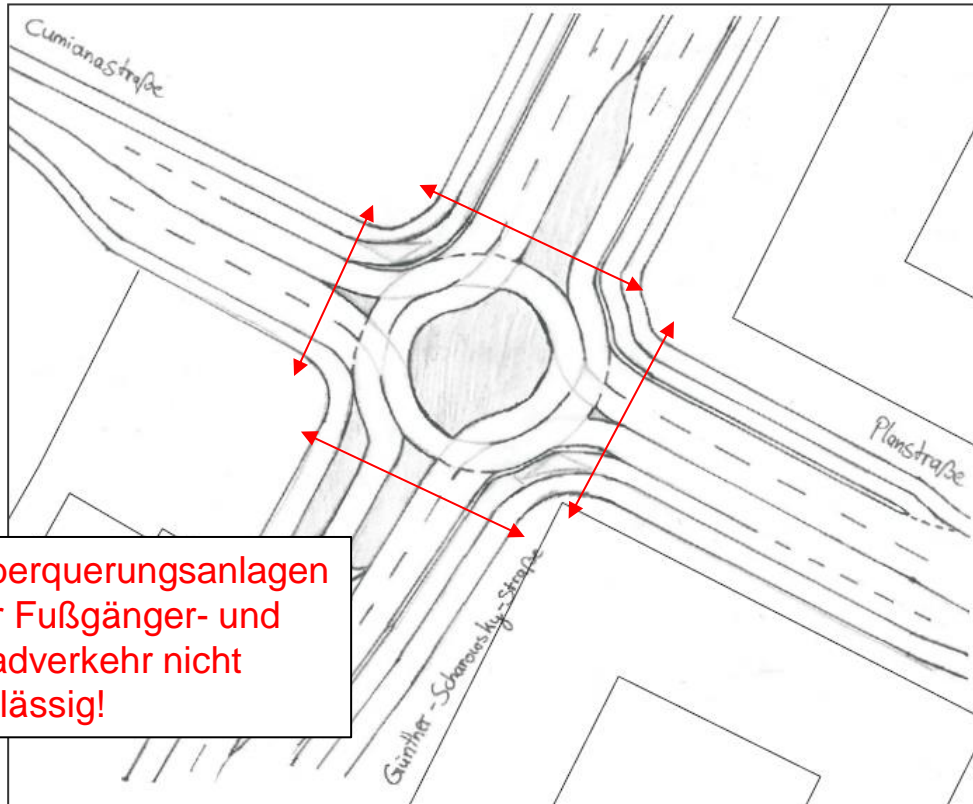 Cumianastraße
Planstraße
berquerungsanlagen
r Fußgänger- und
adverkehr nicht
lässig!
Günther-Scharowsky-Straße